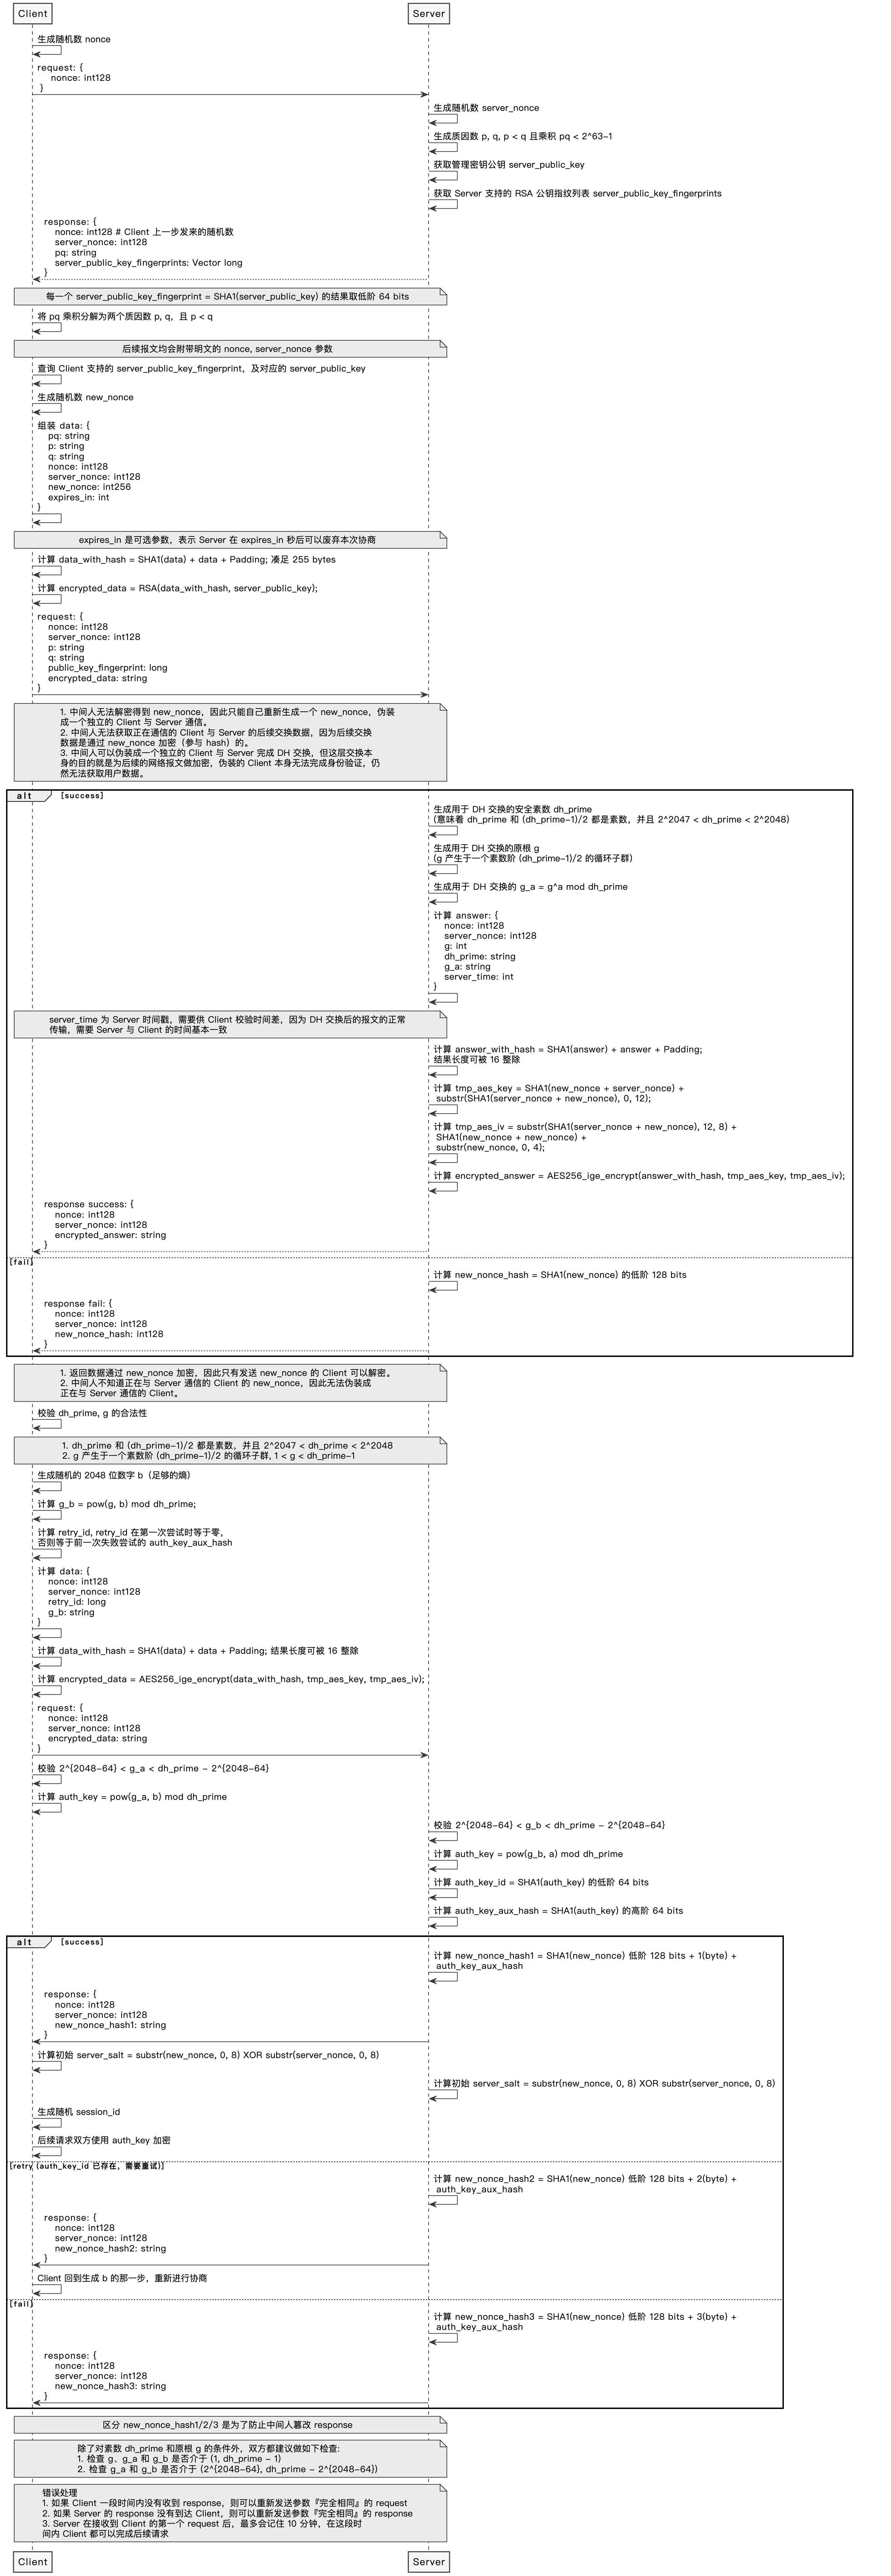 Client
Server
生成随机数 nonce
request: {
nonce: int128
}
生成随机数 server_nonce
生成质因数 p, q, p < q 且乘积 pq < 2^63-1
获取管理密钥公钥 server_public_key
获取 Server 支持的 RSA 公钥指纹列表 server_public_key_fingerprints
response: {
nonce: int128 # Client 上一步发来的随机数
server_nonce: int128
pq: string
server_public_key_fingerprints: Vector long
}
每一个 server_public_key_fingerprint = SHA1(server_public_key) 的结果取低阶 64 bits
将 pq 乘积分解为两个质因数 p, q，且 p < q
后续报文均会附带明文的 nonce, server_nonce 参数
查询 Client 支持的 server_public_key_fingerprint，及对应的 server_public_key
生成随机数 new_nonce
组装 data: {
pq: string
p: string
q: string
nonce: int128
server_nonce: int128
new_nonce: int256
expires_in: int
}
expires_in 是可选参数，表示 Server 在 expires_in 秒后可以废弃本次协商
计算 data_with_hash = SHA1(data) + data + Padding; 凑足 255 bytes
计算 encrypted_data = RSA(data_with_hash, server_public_key);
request: {
nonce: int128
server_nonce: int128
p: string
q: string
public_key_fingerprint: long
encrypted_data: string
}
1. 中间人无法解密得到 new_nonce，因此只能自己重新生成一个 new_nonce，伪装
成一个独立的 Client 与 Server 通信。
2. 中间人无法获取正在通信的 Client 与 Server 的后续交换数据，因为后续交换
数据是通过 new_nonce 加密（参与 hash）的。
3. 中间人可以伪装成一个独立的 Client 与 Server 完成 DH 交换，但这层交换本
身的目的就是为后续的网络报文做加密，伪装的 Client 本身无法完成身份验证，仍
然无法获取用户数据。
alt [success]
生成用于 DH 交换的安全素数 dh_prime
(意味着 dh_prime 和 (dh_prime-1)/2 都是素数，并且 2^2047 < dh_prime < 2^2048)
生成用于 DH 交换的原根 g
(g 产生于一个素数阶 (dh_prime-1)/2 的循环子群)
生成用于 DH 交换的 g_a = g^a mod dh_prime
计算 answer: {
nonce: int128
server_nonce: int128
g: int
dh_prime: string
g_a: string
server_time: int
}
server_time 为 Server 时间戳，需要供 Client 校验时间差，因为 DH 交换后的报文的正常
传输，需要 Server 与 Client 的时间基本一致
计算 answer_with_hash = SHA1(answer) + answer + Padding;
结果长度可被 16 整除
计算 tmp_aes_key = SHA1(new_nonce + server_nonce) +
substr(SHA1(server_nonce + new_nonce), 0, 12);
计算 tmp_aes_iv = substr(SHA1(server_nonce + new_nonce), 12, 8) +
SHA1(new_nonce + new_nonce) +
substr(new_nonce, 0, 4);
计算 encrypted_answer = AES256_ige_encrypt(answer_with_hash, tmp_aes_key, tmp_aes_iv);
response success: {
nonce: int128
server_nonce: int128
encrypted_answer: string
}
[fail]
计算 new_nonce_hash = SHA1(new_nonce) 的低阶 128 bits
response fail: {
nonce: int128
server_nonce: int128
new_nonce_hash: int128
}
1. 返回数据通过 new_nonce 加密，因此只有发送 new_nonce 的 Client 可以解密。
2. 中间人不知道正在与 Server 通信的 Client 的 new_nonce，因此无法伪装成
正在与 Server 通信的 Client。
校验 dh_prime, g 的合法性
1. dh_prime 和 (dh_prime-1)/2 都是素数，并且 2^2047 < dh_prime < 2^2048
2. g 产生于一个素数阶 (dh_prime-1)/2 的循环子群, 1 < g < dh_prime-1
生成随机的 2048 位数字 b（足够的熵）
计算 g_b = pow(g, b) mod dh_prime;
计算 retry_id, retry_id 在第一次尝试时等于零，
否则等于前一次失败尝试的 auth_key_aux_hash
计算 data: {
nonce: int128
server_nonce: int128
retry_id: long
g_b: string
}
计算 data_with_hash = SHA1(data) + data + Padding; 结果长度可被 16 整除
计算 encrypted_data = AES256_ige_encrypt(data_with_hash, tmp_aes_key, tmp_aes_iv);
request: {
nonce: int128
server_nonce: int128
encrypted_data: string
}
校验 2^{2048-64} < g_a < dh_prime - 2^{2048-64}
计算 auth_key = pow(g_a, b) mod dh_prime
校验 2^{2048-64} < g_b < dh_prime - 2^{2048-64}
计算 auth_key = pow(g_b, a) mod dh_prime
计算 auth_key_id = SHA1(auth_key) 的低阶 64 bits
计算 auth_key_aux_hash = SHA1(auth_key) 的高阶 64 bits
alt [success]
计算 new_nonce_hash1 = SHA1(new_nonce) 低阶 128 bits + 1(byte) +
auth_key_aux_hash
response: {
nonce: int128
server_nonce: int128
new_nonce_hash1: string
}
计算初始 server_salt = substr(new_nonce, 0, 8) XOR substr(server_nonce, 0, 8)
计算初始 server_salt = substr(new_nonce, 0, 8) XOR substr(server_nonce, 0, 8)
生成随机 session_id
后续请求双方使用 auth_key 加密
[retry (auth_key_id 已存在，需要重试)]
计算 new_nonce_hash2 = SHA1(new_nonce) 低阶 128 bits + 2(byte) +
auth_key_aux_hash
response: {
nonce: int128
server_nonce: int128
new_nonce_hash2: string
}
Client 回到生成 b 的那一步，重新进行协商
[fail]
计算 new_nonce_hash3 = SHA1(new_nonce) 低阶 128 bits + 3(byte) +
auth_key_aux_hash
response: {
nonce: int128
server_nonce: int128
new_nonce_hash3: string
}
区分 new_nonce_hash1/2/3 是为了防止中间人篡改 response
除了对素数 dh_prime 和原根 g 的条件外，双方都建议做如下检查:
1. 检查 g、g_a 和 g_b 是否介于 (1, dh_prime - 1)
2. 检查 g_a 和 g_b 是否介于 (2^{2048-64}, dh_prime - 2^{2048-64})
错误处理
1. 如果 Client 一段时间内没有收到 response，则可以重新发送参数『完全相同』的 request
2. 如果 Server 的 response 没有到达 Client，则可以重新发送参数『完全相同』的 response
3. Server 在接收到 Client 的第一个 request 后，最多会记住 10 分钟，在这段时
间内 Client 都可以完成后续请求
Client
Server